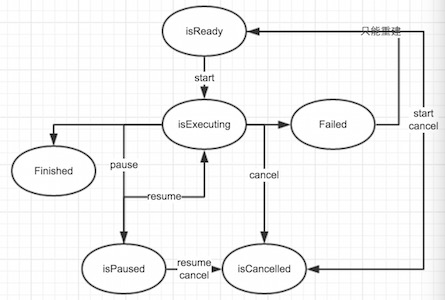 isReady
只能重建
start
isExecuting
Failed
start
cancel
Finished
pause
cancel
resume
isPaused
resume
cancel
isCancelled